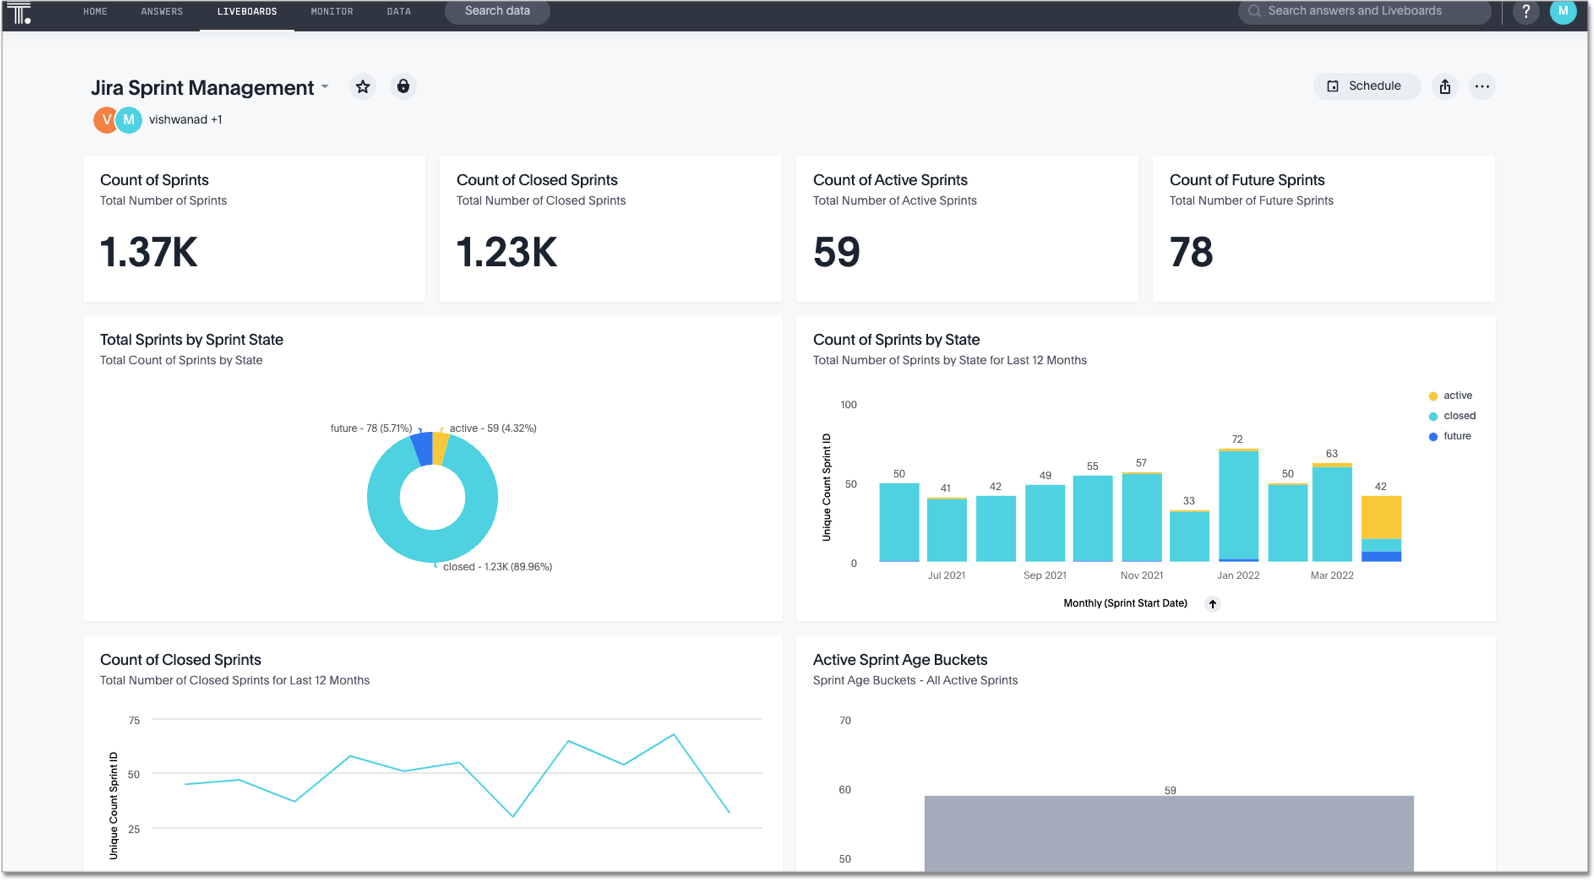 T.
HOME ANSWERS LIVEBOARDS MONITOR DATA Search data Search answers and Liveboards ? M
Jira Sprint Management
Schedule
V M vishwanad +1
Count of Sprints
Total Number of Sprints
1.37K
Count of Closed Sprints
Total Number of Closed Sprints
1.23K
Count of Active Sprints
Total Number of Active Sprints
59
Count of Future Sprints
Total Number of Future Sprints
78
Total Sprints by Sprint State
Total Count of Sprints by State
future - 78 (5.71%)
active - 59 (4.32%)
closed - 1.23K (89.96%)
Count of Sprints by State
Total Number of Sprints by State for Last 12 Months
active
closed
future
Unique Count Sprint ID
100
50
0
50 41 42 49 55 57 33 72 50 63 42
Jul 2021 Sep 2021 Nov 2021 Jan 2022 Mar 2022
Monthly (Sprint Start Date)
Count of Closed Sprints
Total Number of Closed Sprints for Last 12 Months
Unique Count Sprint ID
75
50
25
Active Sprint Age Buckets
Sprint Age Buckets - All Active Sprints
70
60
50
59